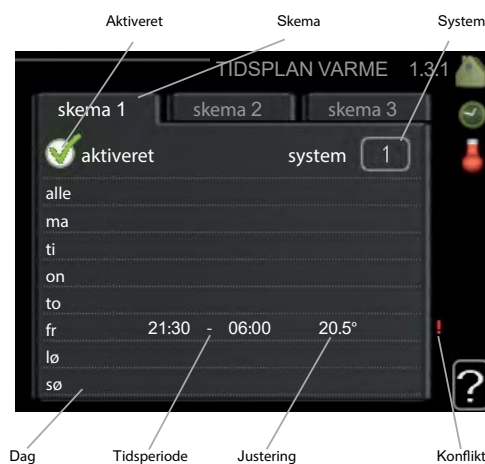 Aktiveret Skema System
TIDSPLAN VARME 1.3.1
skema 1 skema 2 skema 3
aktiveret system 1
alle
ma
ti
on
to
fr 21:30 - 06:00 20.5° !
lø
sø
?
Dag Tidsperiode Justering Konflikt